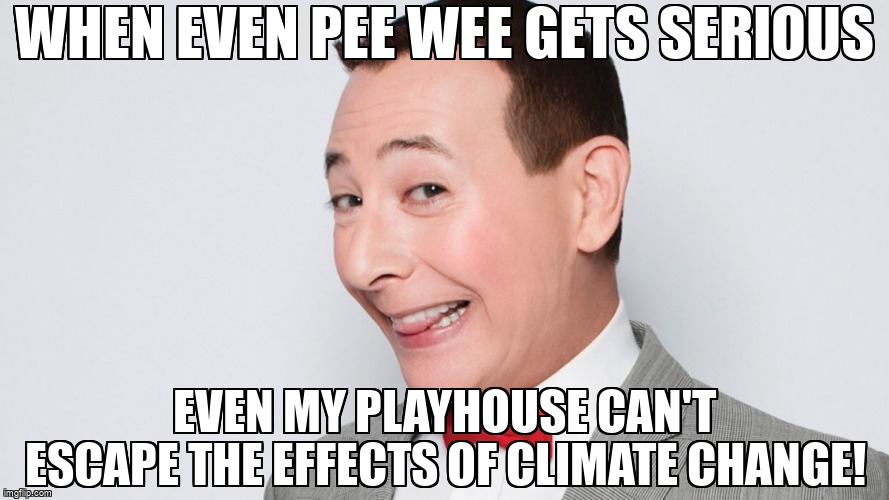 WHEN EVEN PEE WEE GETS SERIOUS
EVEN MY PLAYHOUSE CAN'T
ESCAPE THE EFFECTS OF CLIMATE CHANGE!
imgflip.com